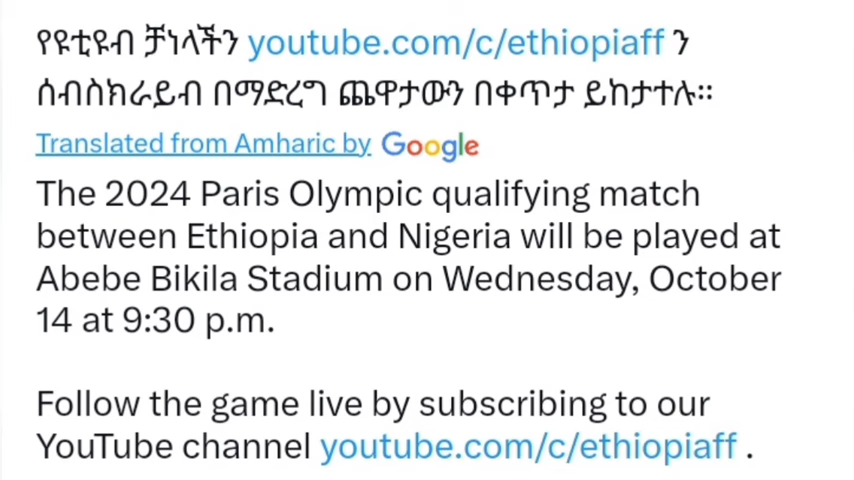 የዩቲዩብ ቻነላችን youtube.com/c/ethiopiaff ን
ሰብስክራይብ በማድረግ ጨዋታውን በቀጥታ ይከታተሉ።
Translated from Amharic by Google
The 2024 Paris Olympic qualifying match
between Ethiopia and Nigeria will be played at
Abebe Bikila Stadium on Wednesday, October
14 at 9:30 p.m.
Follow the game live by subscribing to our
YouTube channel youtube.com/c/ethiopiaff .